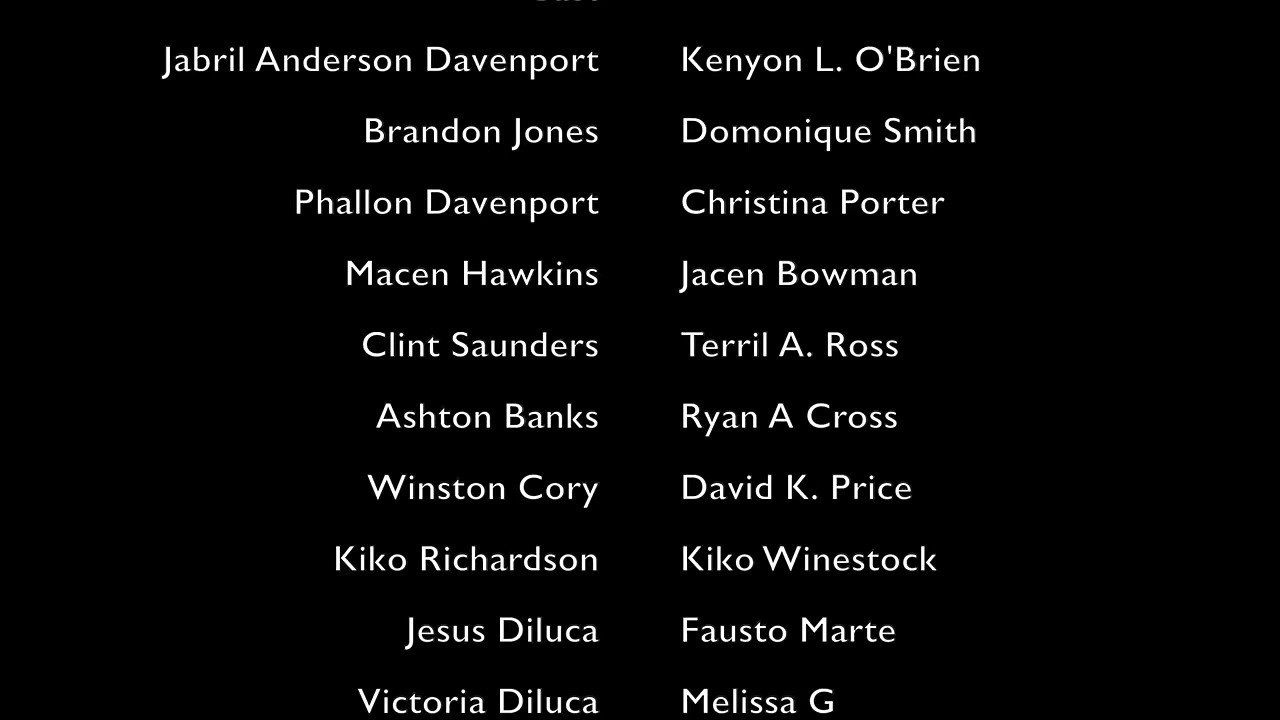 Jabril Anderson Davenport Kenyon L. O'Brien
Brandon Jones Domonique Smith
Phallon Davenport Christina Porter
Macen Hawkins Jacen Bowman
Clint Saunders Terril A. Ross
Ashton Banks Ryan A Cross
Winston Cory David K. Price
Kiko Richardson Kiko Winestock
Jesus Diluca Fausto Marte
Victoria Diluca Melissa G